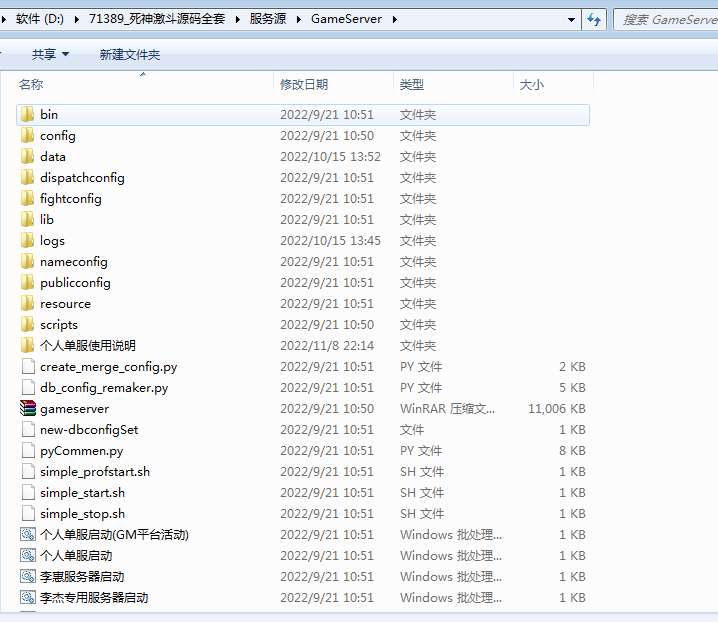 软件 (D:) 71389_死神激斗源码全套 服务源 GameServer 搜索 GameServe
共享 新建文件夹
名称 修改日期 类型 大小
bin 2022/9/21 10:51 文件夹
config 2022/9/21 10:50 文件夹
data 2022/10/15 13:52 文件夹
dispatchconfig 2022/9/21 10:51 文件夹
fightconfig 2022/9/21 10:51 文件夹
lib 2022/9/21 10:51 文件夹
logs 2022/10/15 13:45 文件夹
nameconfig 2022/9/21 10:51 文件夹
publicconfig 2022/9/21 10:51 文件夹
resource 2022/9/21 10:51 文件夹
scripts 2022/9/21 10:50 文件夹
个人单服使用说明 2022/11/8 22:14 文件夹
create_merge_config.py 2022/9/21 10:51 PY 文件 2 KB
db_config_remaker.py 2022/9/21 10:51 PY 文件 5 KB
gameserver 2022/9/21 10:50 WinRAR 压缩文... 11,006 KB
new-dbconfigSet 2022/9/21 10:51 文件 1 KB
pyCommen.py 2022/9/21 10:51 PY 文件 8 KB
simple_profstart.sh 2022/9/21 10:51 SH 文件 1 KB
simple_start.sh 2022/9/21 10:51 SH 文件 1 KB
simple_stop.sh 2022/9/21 10:51 SH 文件 1 KB
个人单服启动(GM平台活动) 2022/9/21 10:51 Windows 批处理... 1 KB
个人单服启动 2022/9/21 10:51 Windows 批处理... 1 KB
李惠服务器启动 2022/9/21 10:51 Windows 批处理... 1 KB
李杰专用服务器启动 2022/9/21 10:51 Windows 批处理... 1 KB